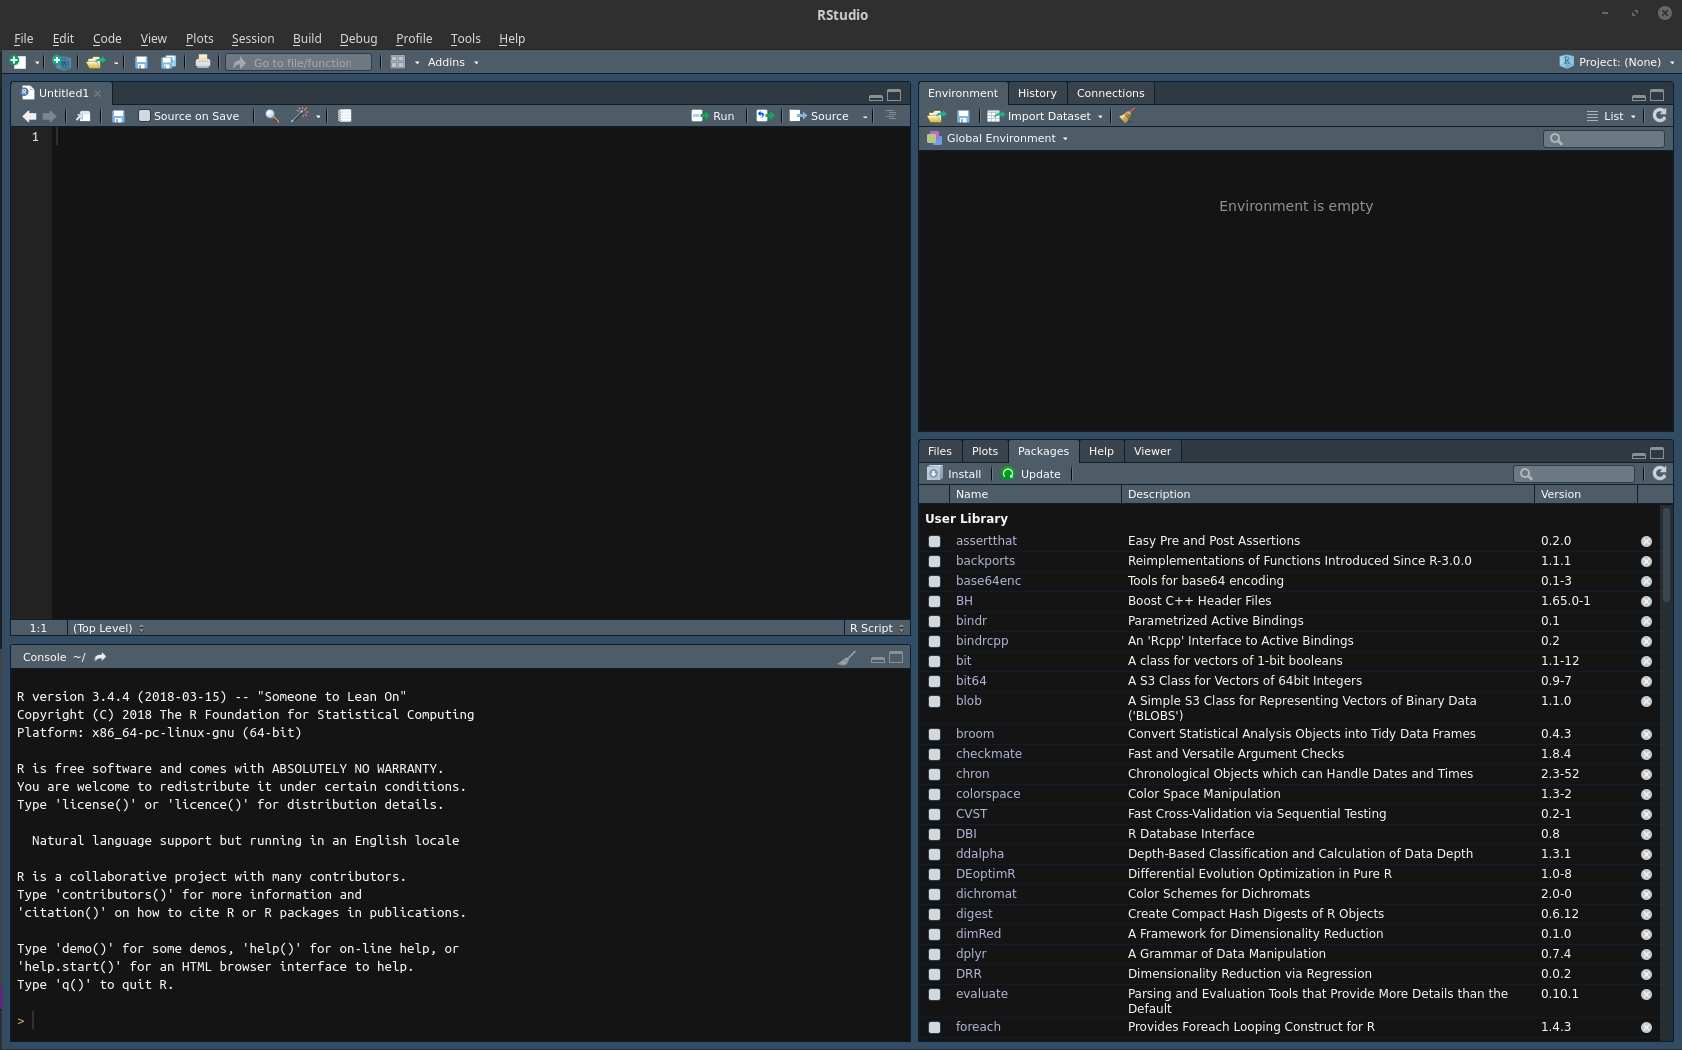 RStudio
File Edit Code View Plots Session Build Debug Profile Tools Help
Go to file/function Addins Project: (None)
Untitled1
Source on Save Run Source
1
1:1 (Top Level) R Script
Console ~/
R version 3.4.4 (2018-03-15) -- "Someone to Lean On"
Copyright (C) 2018 The R Foundation for Statistical Computing
Platform: x86_64-pc-linux-gnu (64-bit)
R is free software and comes with ABSOLUTELY NO WARRANTY.
You are welcome to redistribute it under certain conditions.
Type 'license()' or 'licence()' for distribution details.
Natural language support but running in an English locale
R is a collaborative project with many contributors.
Type 'contributors()' for more information and
'citation()' on how to cite R or R packages in publications.
Type 'demo()' for some demos, 'help()' for on-line help, or
'help.start()' for an HTML browser interface to help.
Type 'q()' to quit R.
>
Environment History Connections
Import Dataset List
Global Environment
Environment is empty
Files Plots Packages Help Viewer
Install Update
Name Description Version
User Library
assertthat Easy Pre and Post Assertions 0.2.0
backports Reimplementations of Functions Introduced Since R-3.0.0 1.1.1
base64enc Tools for base64 encoding 0.1-3
BH Boost C++ Header Files 1.65.0-1
bindr Parametrized Active Bindings 0.1
bindrcpp An 'Rcpp' Interface to Active Bindings 0.2
bit A class for vectors of 1-bit booleans 1.1-12
bit64 A S3 Class for Vectors of 64bit Integers 0.9-7
blob A Simple S3 Class for Representing Vectors of Binary Data 1.1.0
('BLOBS')
broom Convert Statistical Analysis Objects into Tidy Data Frames 0.4.3
checkmate Fast and Versatile Argument Checks 1.8.4
chron Chronological Objects which can Handle Dates and Times 2.3-52
colorspace Color Space Manipulation 1.3-2
CVST Fast Cross-Validation via Sequential Testing 0.2-1
DBI R Database Interface 0.8
ddalpha Depth-Based Classification and Calculation of Data Depth 1.3.1
DEoptimR Differential Evolution Optimization in Pure R 1.0-8
dichromat Color Schemes for Dichromats 2.0-0
digest Create Compact Hash Digests of R Objects 0.6.12
dimRed A Framework for Dimensionality Reduction 0.1.0
dplyr A Grammar of Data Manipulation 0.7.4
DRR Dimensionality Reduction via Regression 0.0.2
evaluate Parsing and Evaluation Tools that Provide More Details than the 0.10.1
Default
foreach Provides Foreach Looping Construct for R 1.4.3